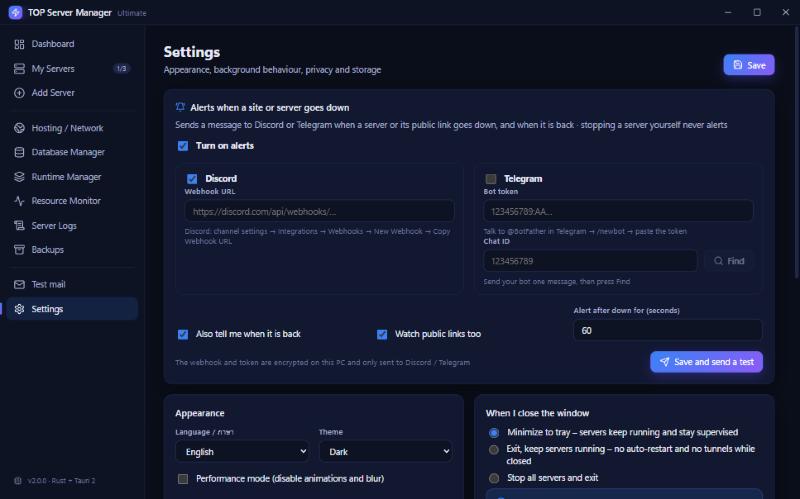 TOP Server Manager Ultimate
Dashboard
My Servers 1/3
Add Server
Hosting / Network
Database Manager
Runtime Manager
Resource Monitor
Server Logs
Backups
Test mail
Settings
v2.0.0 · Rust + Tauri 2
Settings
Appearance, background behaviour, privacy and storage
Save
Alerts when a site or server goes down
Sends a message to Discord or Telegram when a server or its public link goes down, and when it is back · stopping a server yourself never alerts
Turn on alerts
Discord
Webhook URL
https://discord.com/api/webhooks/...
Discord: channel settings → Integrations → Webhooks → New Webhook → Copy
Webhook URL
Telegram
Bot token
123456789:AA...
Talk to @BotFather in Telegram → /newbot → paste the token
Chat ID
123456789
Find
Send your bot one message, then press Find
Also tell me when it is back
Watch public links too
Alert after down for (seconds)
60
The webhook and token are encrypted on this PC and only sent to Discord / Telegram
Save and send a test
Appearance
Language / ภาษา
English
Theme
Dark
Performance mode (disable animations and blur)
When I close the window
Minimize to tray – servers keep running and stay supervised
Exit, keep servers running – no auto-restart and no tunnels while
closed
Stop all servers and exit